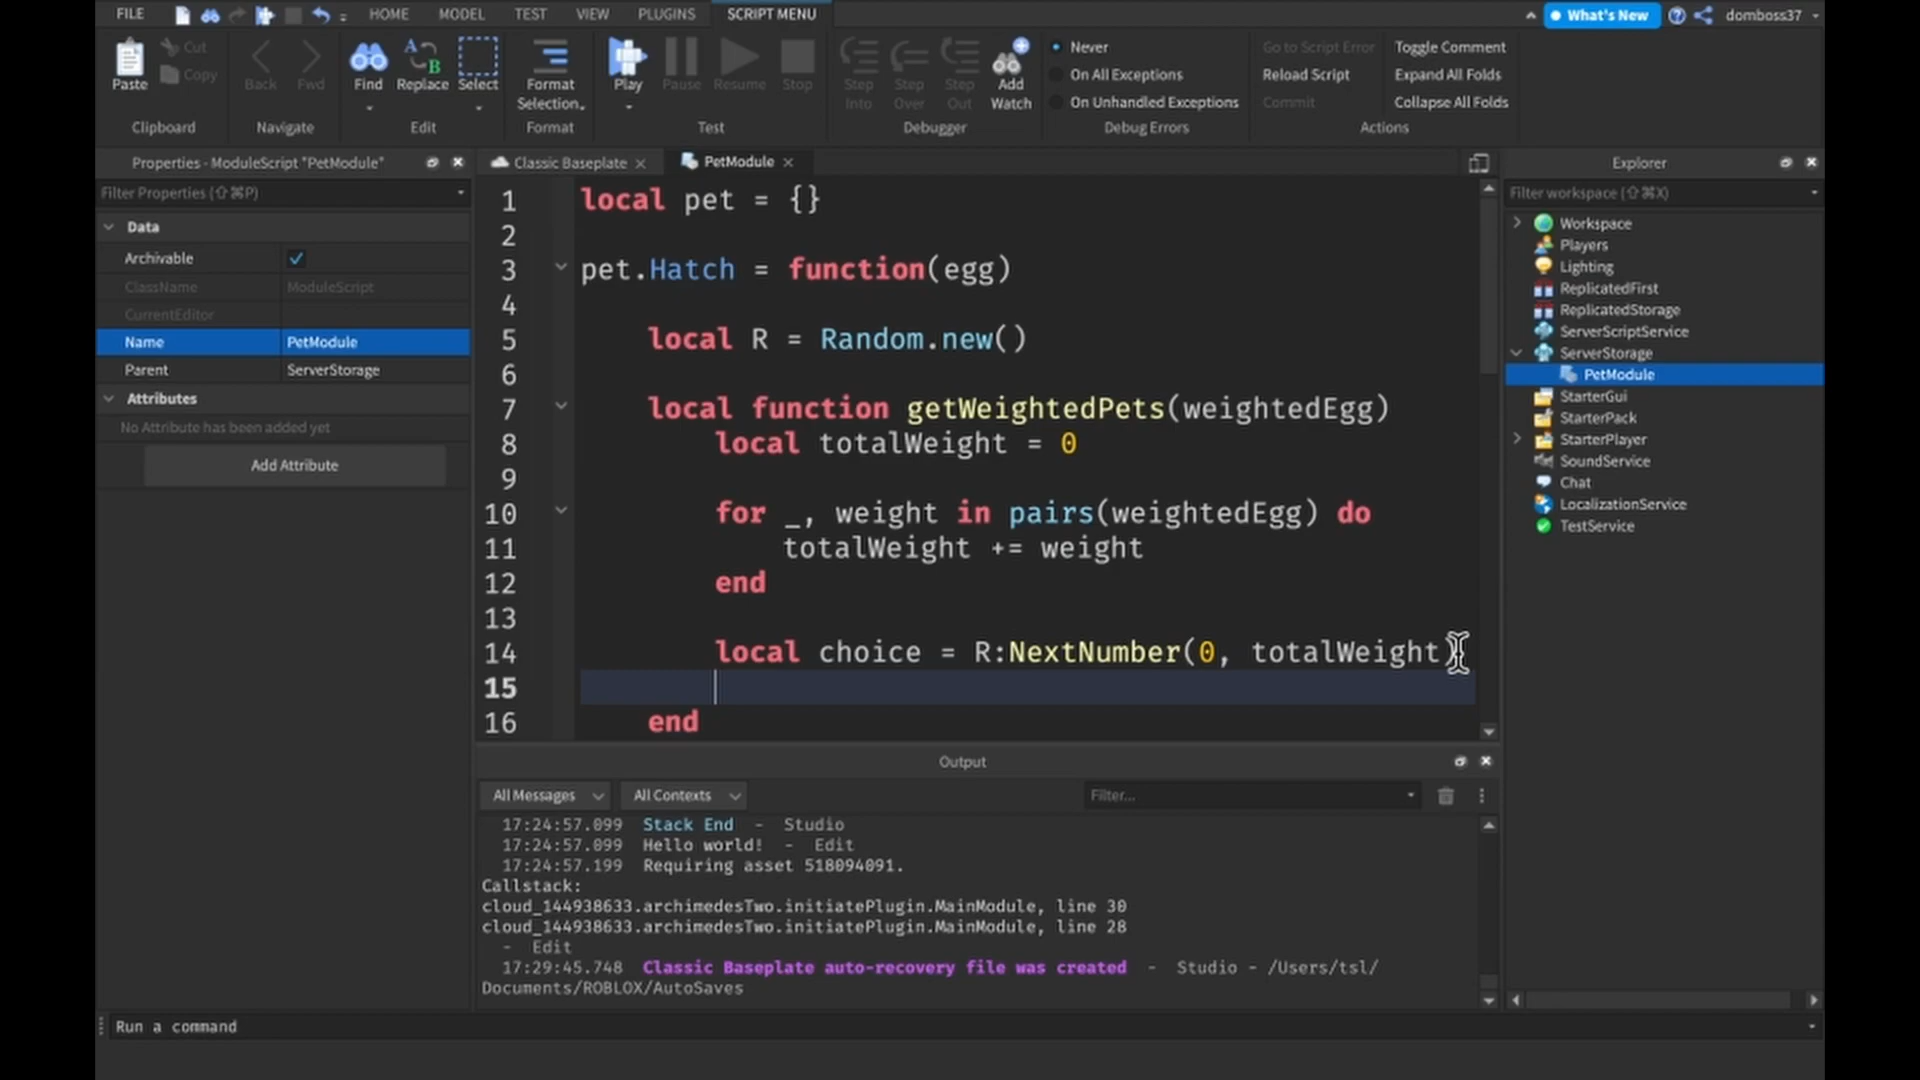 FILE HOME MODEL TEST VIEW PLUGINS SCRIPT MENU What's New domboss37
Paste Cut Copy
Back Fwd
Find Replace Select
Format Selection
Play Pause Resume Stop
Step Into Step Over Step Out Add Watch
Never
On All Exceptions
On Unhandled Exceptions
Go to Script Error
Reload Script
Commit
Toggle Comment
Expand All Folds
Collapse All Folds
Clipboard Navigate Edit Format Test Debugger Debug Errors Actions
Properties - ModuleScript "PetModule"
Filter Properties (⇧⌘P)
Data
Archivable
ClassName ModuleScript
CurrentEditor
Name PetModule
Parent ServerStorage
Attributes
No Attribute has been added yet
Add Attribute
Classic Baseplate PetModule
1 local pet = {}
2
3 pet.Hatch = function(egg)
4
5 local R = Random.new()
6
7 local function getWeightedPets(weightedEgg)
8 local totalWeight = 0
9
10 for _, weight in pairs(weightedEgg) do
11 totalWeight += weight
12 end
13
14 local choice = R:NextNumber(0, totalWeight)
15
16 end
Output
All Messages All Contexts Filter...
17:24:57.099 Stack End - Studio
17:24:57.099 Hello world! - Edit
17:24:57.199 Requiring asset 518094091.
Callstack:
cloud_144938633.archimedesTwo.initiatePlugin.MainModule, line 30
cloud_144938633.archimedesTwo.initiatePlugin.MainModule, line 28
- Edit
17:29:45.748 Classic Baseplate auto-recovery file was created - Studio - /Users/tsl/
Documents/ROBLOX/AutoSaves
Explorer
Filter workspace (⇧⌘X)
Workspace
Players
Lighting
ReplicatedFirst
ReplicatedStorage
ServerScriptService
ServerStorage
PetModule
StarterGui
StarterPack
StarterPlayer
SoundService
Chat
LocalizationService
TestService
Run a command